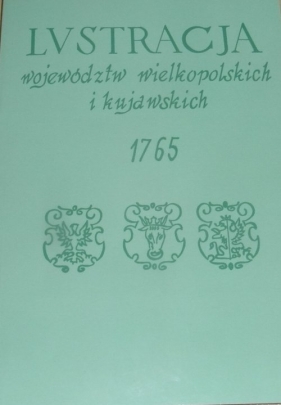 LVSTRACJA
województw wielkopolskich
i kujawskich
1765